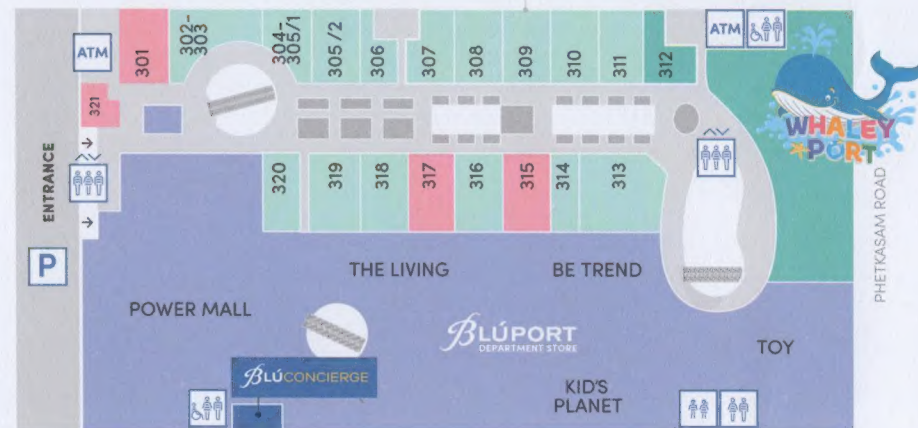 ATM
301
302-
303
304-
305/1
305/2
306
307
308
309
310
311
312
ATM
321
WHALEY
PORT
ENTRANCE
P
320
319
318
317
316
315
314
313
PHETKASAM ROAD
THE LIVING
BE TREND
POWER MALL
BLÚPORT
DEPARTMENT STORE
TOY
BLÚCONCIERGE
KID'S
PLANET